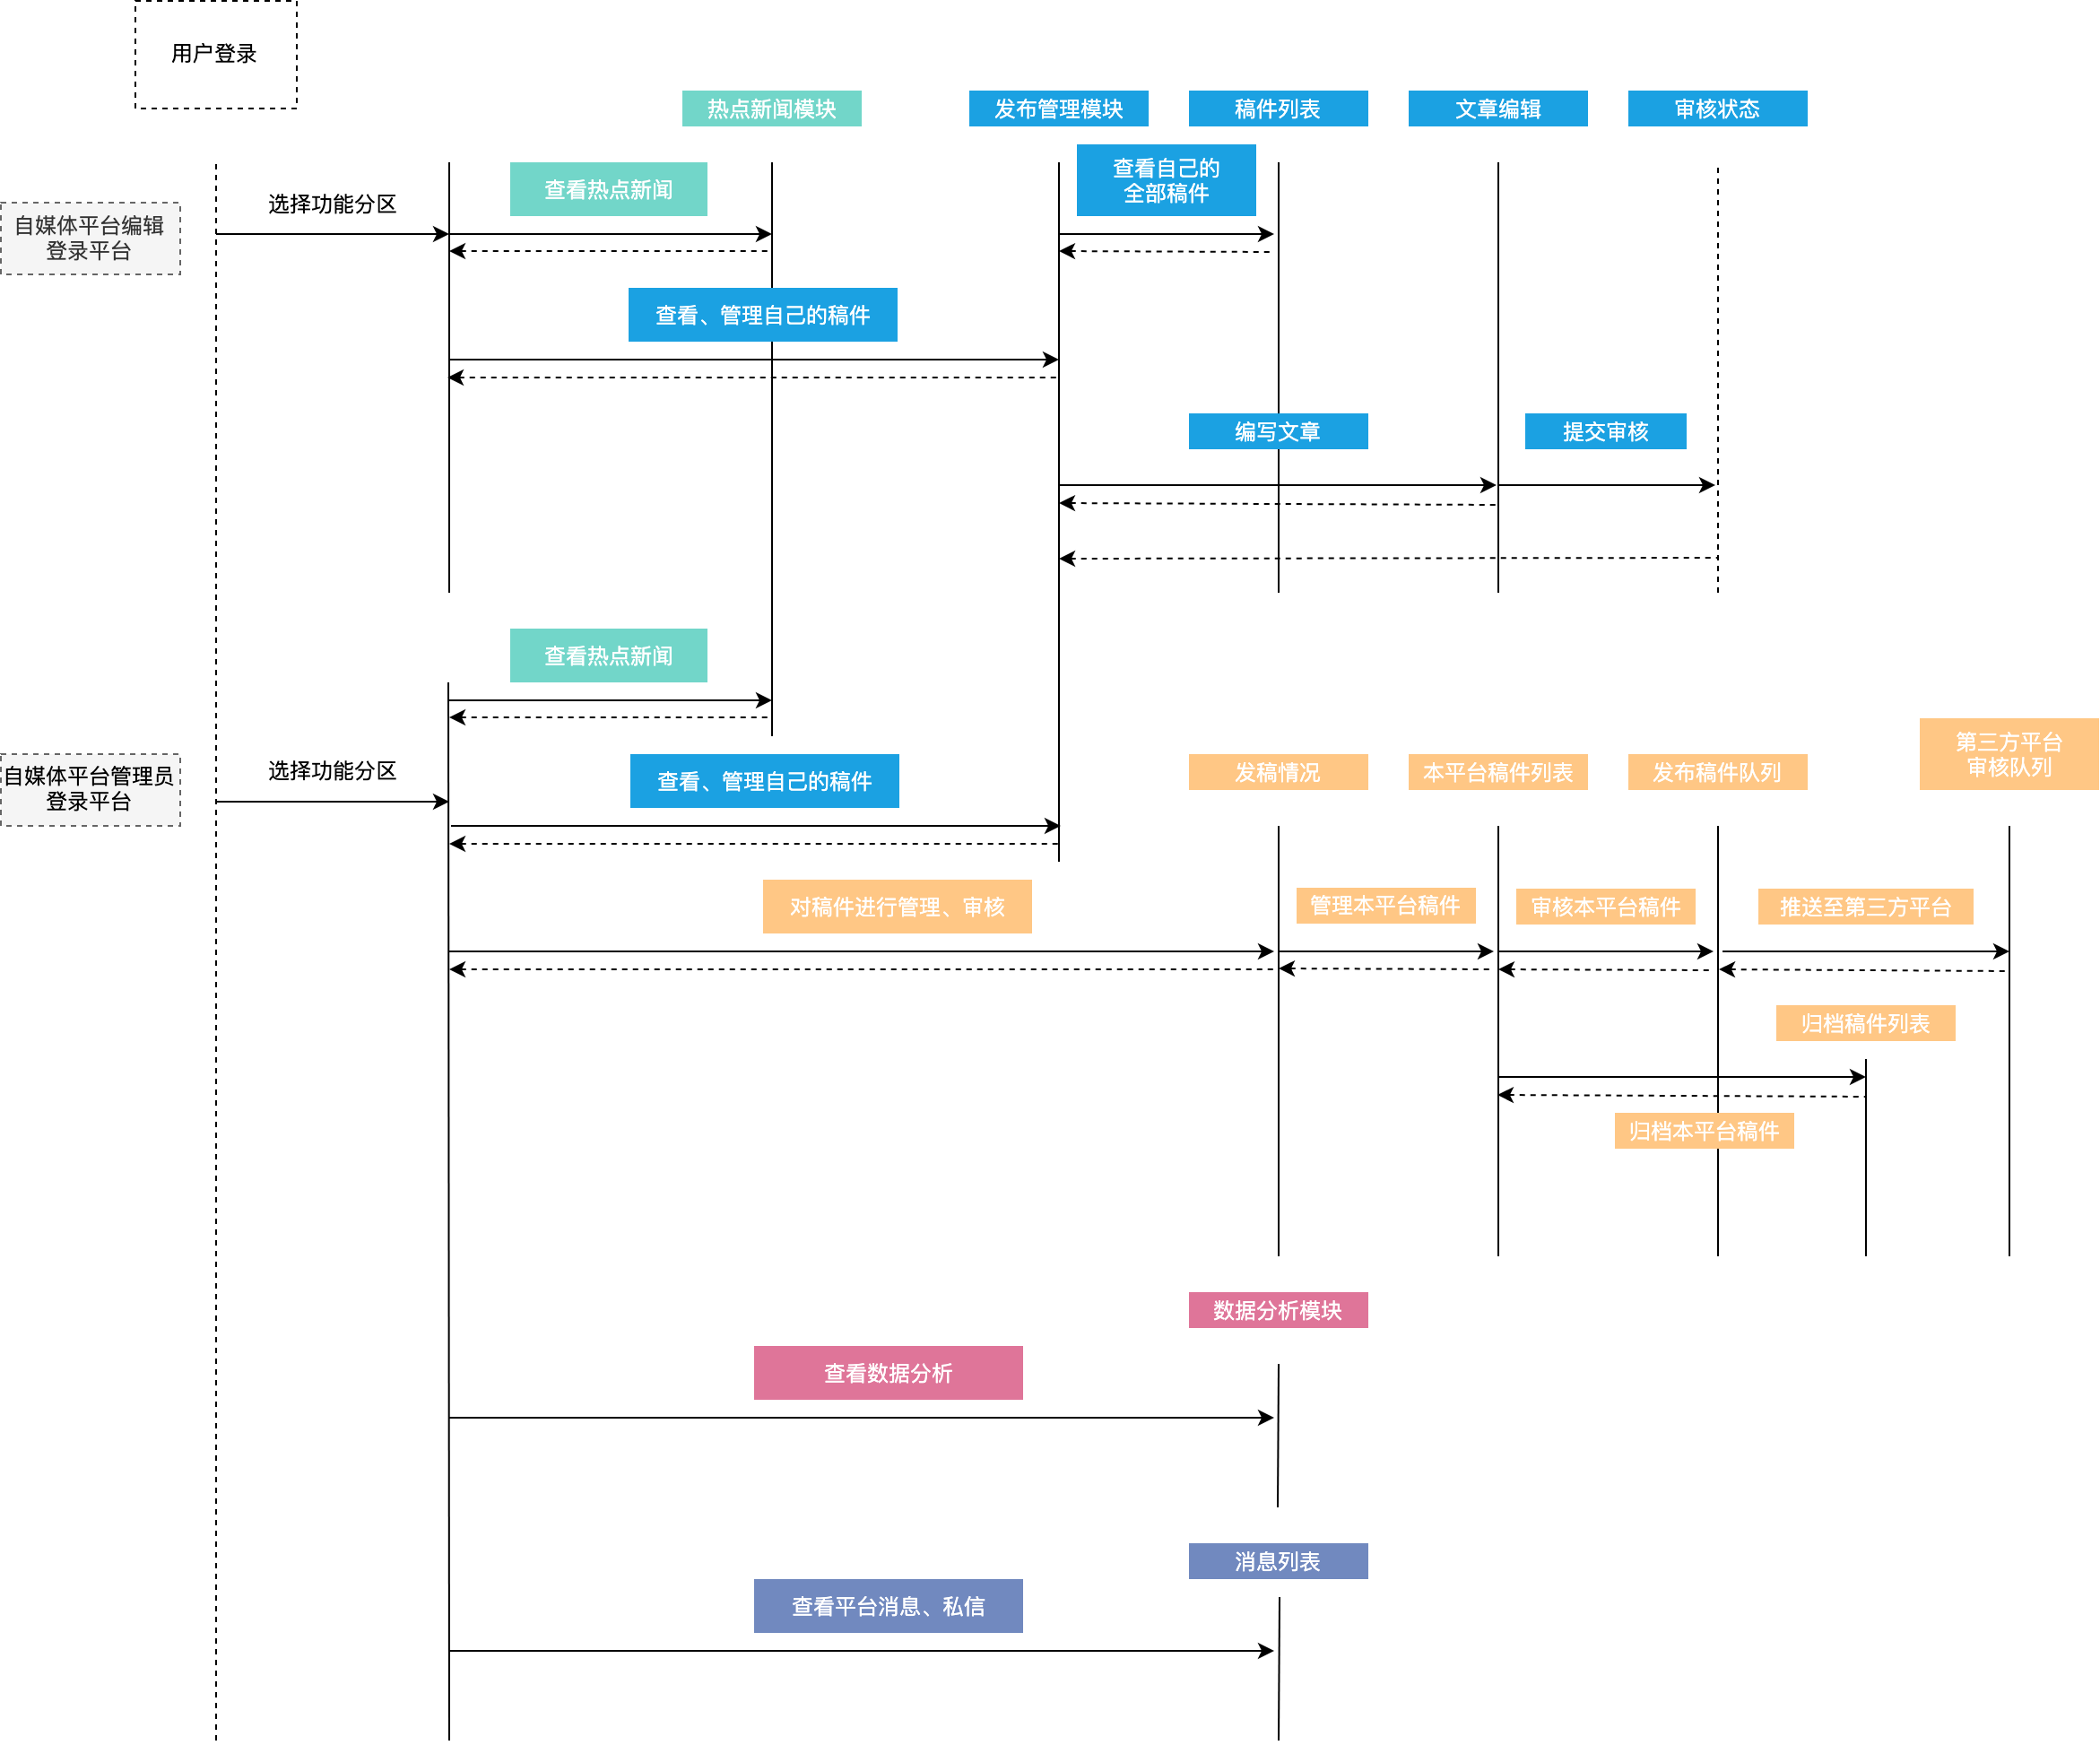 用户登录
热点新闻模块
发布管理模块
稿件列表
文章编辑
审核状态
查看自己的
全部稿件
查看热点新闻
选择功能分区
自媒体平台编辑
登录平台
查看、管理自己的稿件
编写文章
提交审核
查看热点新闻
第三方平台
审核队列
自媒体平台管理员
登录平台
选择功能分区
查看、管理自己的稿件
发稿情况
本平台稿件列表
发布稿件队列
对稿件进行管理、审核
管理本平台稿件
审核本平台稿件
推送至第三方平台
归档稿件列表
归档本平台稿件
数据分析模块
查看数据分析
消息列表
查看平台消息、私信